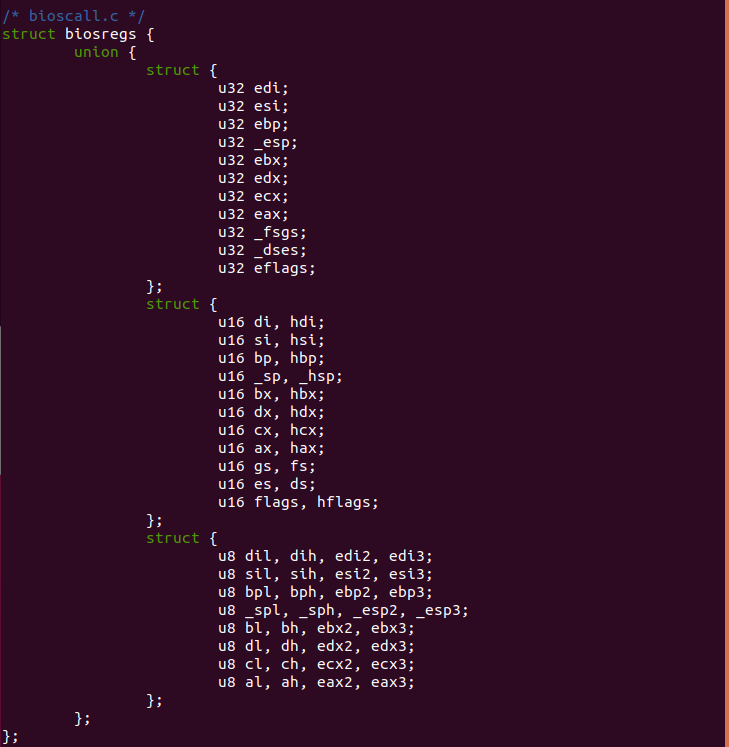 /* bioscall.c */
struct biosregs {
        union {
                struct {
                        u32 edi;
                        u32 esi;
                        u32 ebp;
                        u32 _esp;
                        u32 ebx;
                        u32 edx;
                        u32 ecx;
                        u32 eax;
                        u32 _fsgs;
                        u32 _dses;
                        u32 eflags;
                };
                struct {
                        u16 di, hdi;
                        u16 si, hsi;
                        u16 bp, hbp;
                        u16 _sp, _hsp;
                        u16 bx, hbx;
                        u16 dx, hdx;
                        u16 cx, hcx;
                        u16 ax, hax;
                        u16 gs, fs;
                        u16 es, ds;
                        u16 flags, hflags;
                };
                struct {
                        u8 dil, dih, edi2, edi3;
                        u8 sil, sih, esi2, esi3;
                        u8 bpl, bph, ebp2, ebp3;
                        u8 _spl, _sph, _esp2, _esp3;
                        u8 bl, bh, ebx2, ebx3;
                        u8 dl, dh, edx2, edx3;
                        u8 cl, ch, ecx2, ecx3;
                        u8 al, ah, eax2, eax3;
                };
        };
};